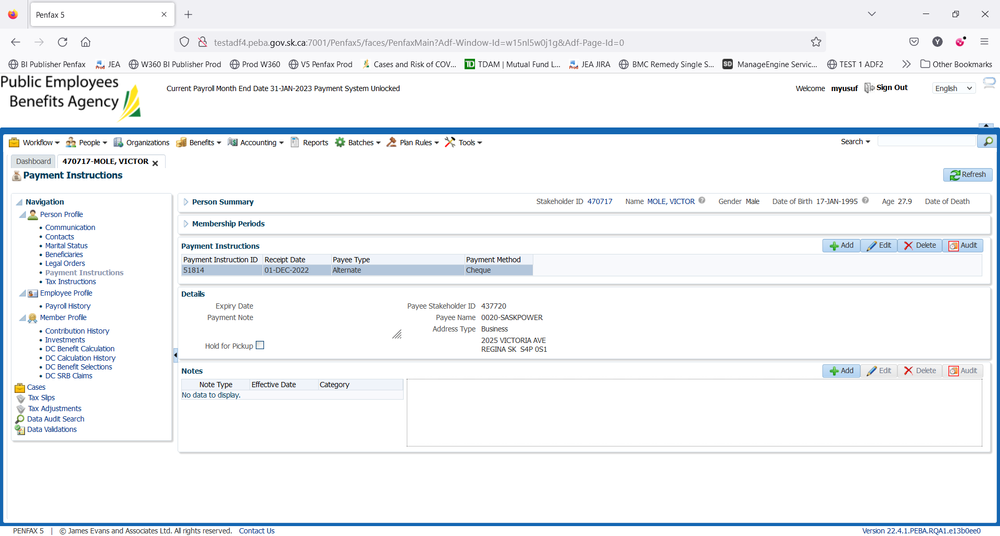 Penfax 5
testadf4.peba.gov.sk.ca:7001/Penfax5/faces/PenfaxMain?Adf-Window-Id=w15nl5w0j1g&Adf-Page-Id=0
Y
BI Publisher Penfax JEA W360 BI Publisher Prod Prod W360 V5 Penfax Prod Cases and Risk of COV... TDAM | Mutual Fund L... JEA JIRA BMC Remedy Single S... ManageEngine Servic... TEST 1 ADF2 Other Bookmarks
Public Employees
Benefits Agency
Current Payroll Month End Date 31-JAN-2023 Payment System Unlocked
Welcome myusuf Sign Out English
Workflow People Organizations Benefits Accounting Reports Batches Plan Rules Tools Search
Dashboard 470717-MOLE, VICTOR
Payment Instructions
Refresh
Navigation
Person Profile
Communication
Contacts
Marital Status
Beneficiaries
Legal Orders
Payment Instructions
Tax Instructions
Employee Profile
Payroll History
Member Profile
Contribution History
Investments
DC Benefit Calculation
DC Calculation History
DC Benefit Selections
DC SRB Claims
Cases
Tax Slips
Tax Adjustments
Data Audit Search
Data Validations
Person Summary Stakeholder ID 470717 Name MOLE, VICTOR Gender Male Date of Birth 17-JAN-1995 Age 27.9 Date of Death
Membership Periods
Payment Instructions Add Edit Delete Audit
Payment Instruction ID Receipt Date Payee Type Payment Method
51814 01-DEC-2022 Alternate Cheque
Details
Expiry Date Payee Stakeholder ID 437720
Payment Note Payee Name 0020-SASKPOWER
Address Type Business
2025 VICTORIA AVE
Hold for Pickup REGINA SK S4P 0S1
Notes Add Edit Delete Audit
Note Type Effective Date Category
No data to display.
PENFAX 5 | © James Evans and Associates Ltd. All rights reserved. Contact Us Version 22.4.1.PEBA.RQA1.e13b0ee0